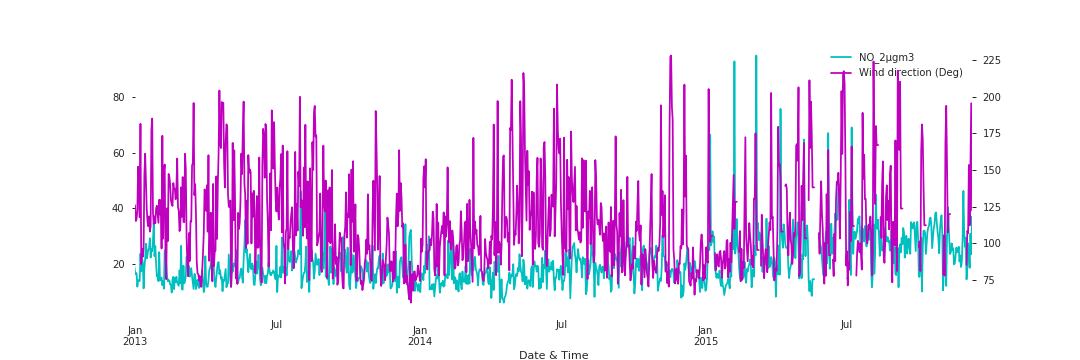 NO_2μgm3
Wind direction (Deg)
80
60
40
20
225
200
175
150
125
100
75
Jan
2013
Jul
Jan
2014
Jul
Jan
2015
Jul
Date & Time